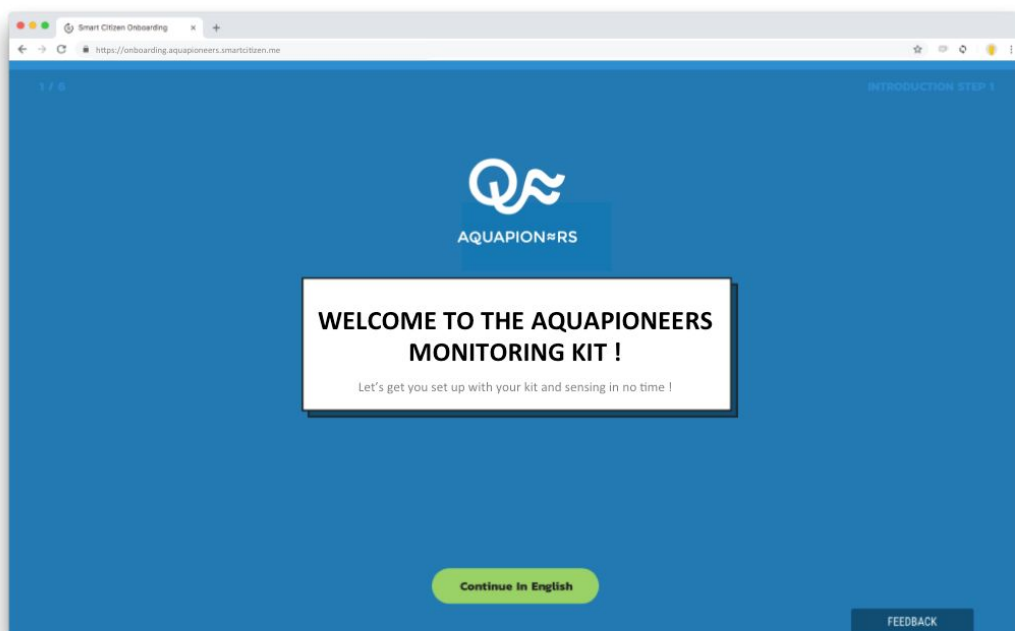 Smart Citizen Onboarding
https://onboarding.aquapioneers.smartcitizen.me
1 / 6
INTRODUCTION STEP 1
AQUAPION≈RS
WELCOME TO THE AQUAPIONEERS
MONITORING KIT !
Let's get you set up with your kit and sensing in no time !
Continue In English
FEEDBACK